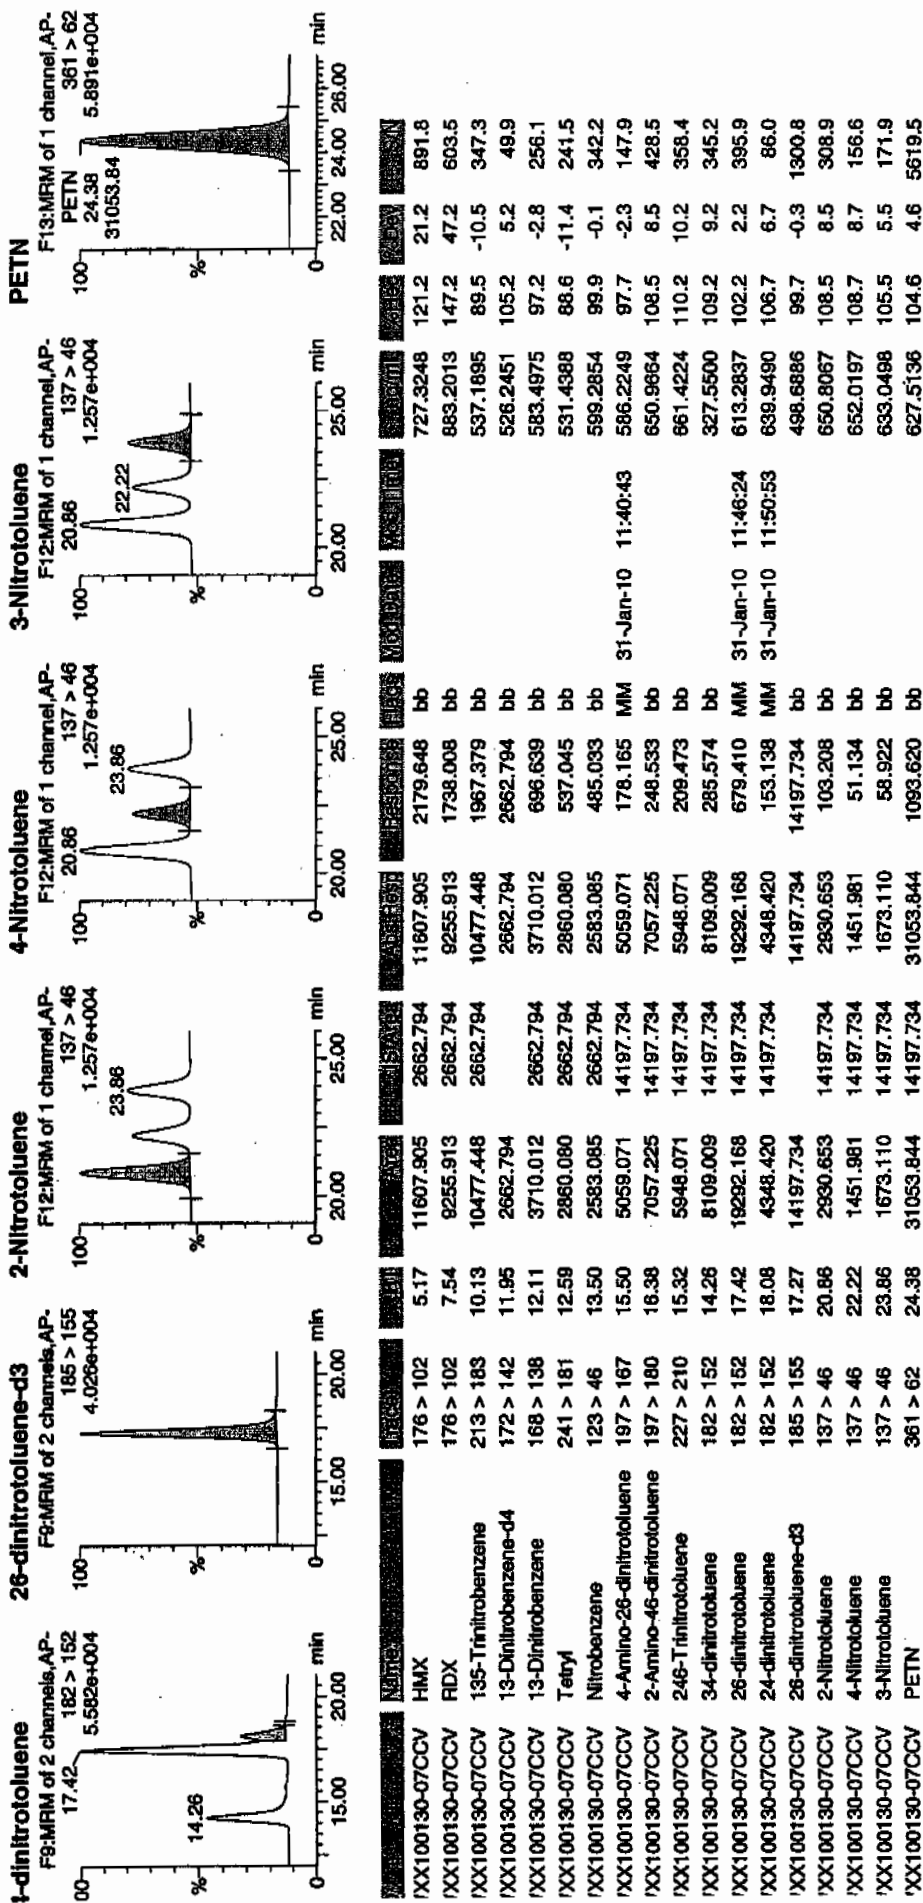 4-dinitrotoluene
F9:MRM of 2 channels,AP-
182 > 152
5.582e+004
17.42
14.26
00
15.00
20.00
min
26-dinitrotoluene-d3
F9:MRM of 2 channels,AP-
185 > 155
4.026e+004
100
%
0
15.00
20.00
min
2-Nitrotoluene
F12:MRM of 1 channel,AP-
137 > 46
1.257e+004
23.86
100
%
0
20.00
25.00
min
4-Nitrotoluene
F12:MRM of 1 channel,AP-
20.86
137 > 46
1.257e+004
23.86
100
%
0
20.00
25.00
min
3-Nitrotoluene
F12:MRM of 1 channel,AP-
20.86
137 > 46
1.257e+004
22.22
100
%
0
20.00
25.00
min
PETN
F13:MRM of 1 channel,AP-
PETN
361 > 62
24.38
5.891e+004
31053.84
100
%
0
22.00
24.00
26.00
min
Name
XX100130-07CCV HMX 176 > 102 5.17 11607.905 2662.794 11607.905 2179.648 bb 727.3248 121.2 21.2 891.8
XX100130-07CCV RDX 176 > 102 7.54 9255.913 2662.794 9255.913 1738.008 bb 883.2013 147.2 47.2 603.5
XX100130-07CCV 135-Trinitrobenzene 213 > 183 10.13 10477.448 2662.794 10477.448 1967.379 bb 537.1895 89.5 -10.5 347.3
XX100130-07CCV 13-Dinitrobenzene-d4 172 > 142 11.95 2662.794 2662.794 2662.794 bb 526.2451 105.2 5.2 49.9
XX100130-07CCV 13-Dinitrobenzene 168 > 138 12.11 3710.012 2662.794 3710.012 696.639 bb 583.4975 97.2 -2.8 256.1
XX100130-07CCV Tetryl 241 > 181 12.59 2860.080 2662.794 2860.080 537.045 bb 531.4388 88.6 -11.4 241.5
XX100130-07CCV Nitrobenzene 123 > 46 13.50 2583.085 2662.794 2583.085 485.033 bb 599.2854 99.9 -0.1 342.2
XX100130-07CCV 4-Amino-26-dinitrotoluene 197 > 167 15.50 5059.071 14197.734 5059.071 178.165 MM 31-Jan-10 11:40:43 586.2249 97.7 -2.3 147.9
XX100130-07CCV 2-Amino-46-dinitrotoluene 197 > 180 16.38 7057.225 14197.734 7057.225 248.533 bb 650.9664 108.5 8.5 428.5
XX100130-07CCV 246-Trinitrotoluene 227 > 210 15.32 5948.071 14197.734 5948.071 209.473 bb 661.4224 110.2 10.2 358.4
XX100130-07CCV 34-dinitrotoluene 182 > 152 14.26 8109.009 14197.734 8109.009 285.574 bb 327.5500 109.2 9.2 345.2
XX100130-07CCV 26-dinitrotoluene 182 > 152 17.42 19292.168 14197.734 19292.168 679.410 MM 31-Jan-10 11:46:24 613.2837 102.2 2.2 395.9
XX100130-07CCV 24-dinitrotoluene 182 > 152 18.08 4348.420 14197.734 4348.420 153.138 MM 31-Jan-10 11:50:53 639.9490 106.7 6.7 86.0
XX100130-07CCV 26-dinitrotoluene-d3 185 > 155 17.27 14197.734 14197.734 14197.734 bb 498.6886 99.7 -0.3 1300.8
XX100130-07CCV 2-Nitrotoluene 137 > 46 20.86 2930.653 14197.734 2930.653 103.208 bb 650.8067 108.5 8.5 308.9
XX100130-07CCV 4-Nitrotoluene 137 > 46 22.22 1451.981 14197.734 1451.981 51.134 bb 652.0197 108.7 8.7 156.6
XX100130-07CCV 3-Nitrotoluene 137 > 46 23.86 1673.110 14197.734 1673.110 58.922 bb 633.0498 105.5 5.5 171.9
XX100130-07CCV PETN 361 > 62 24.38 31053.844 14197.734 31053.844 1093.620 bb 627.5136 104.6 4.6 5619.5